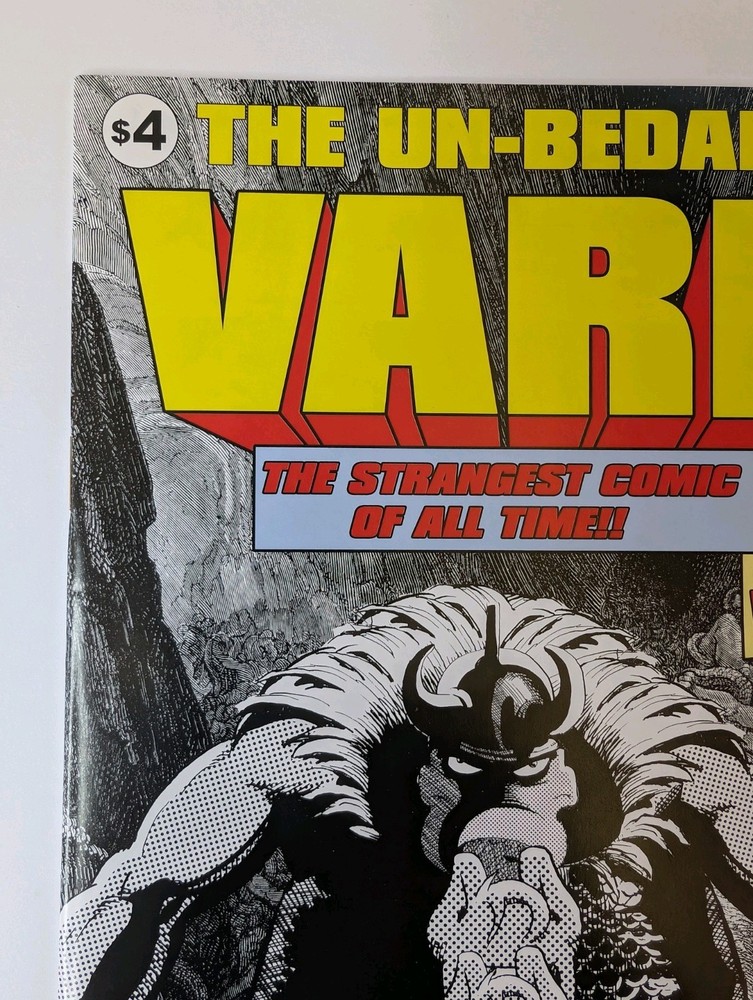 $4
THE UN-BEDA
VAR
THE STRANGEST COMIC
OF ALL TIME!!